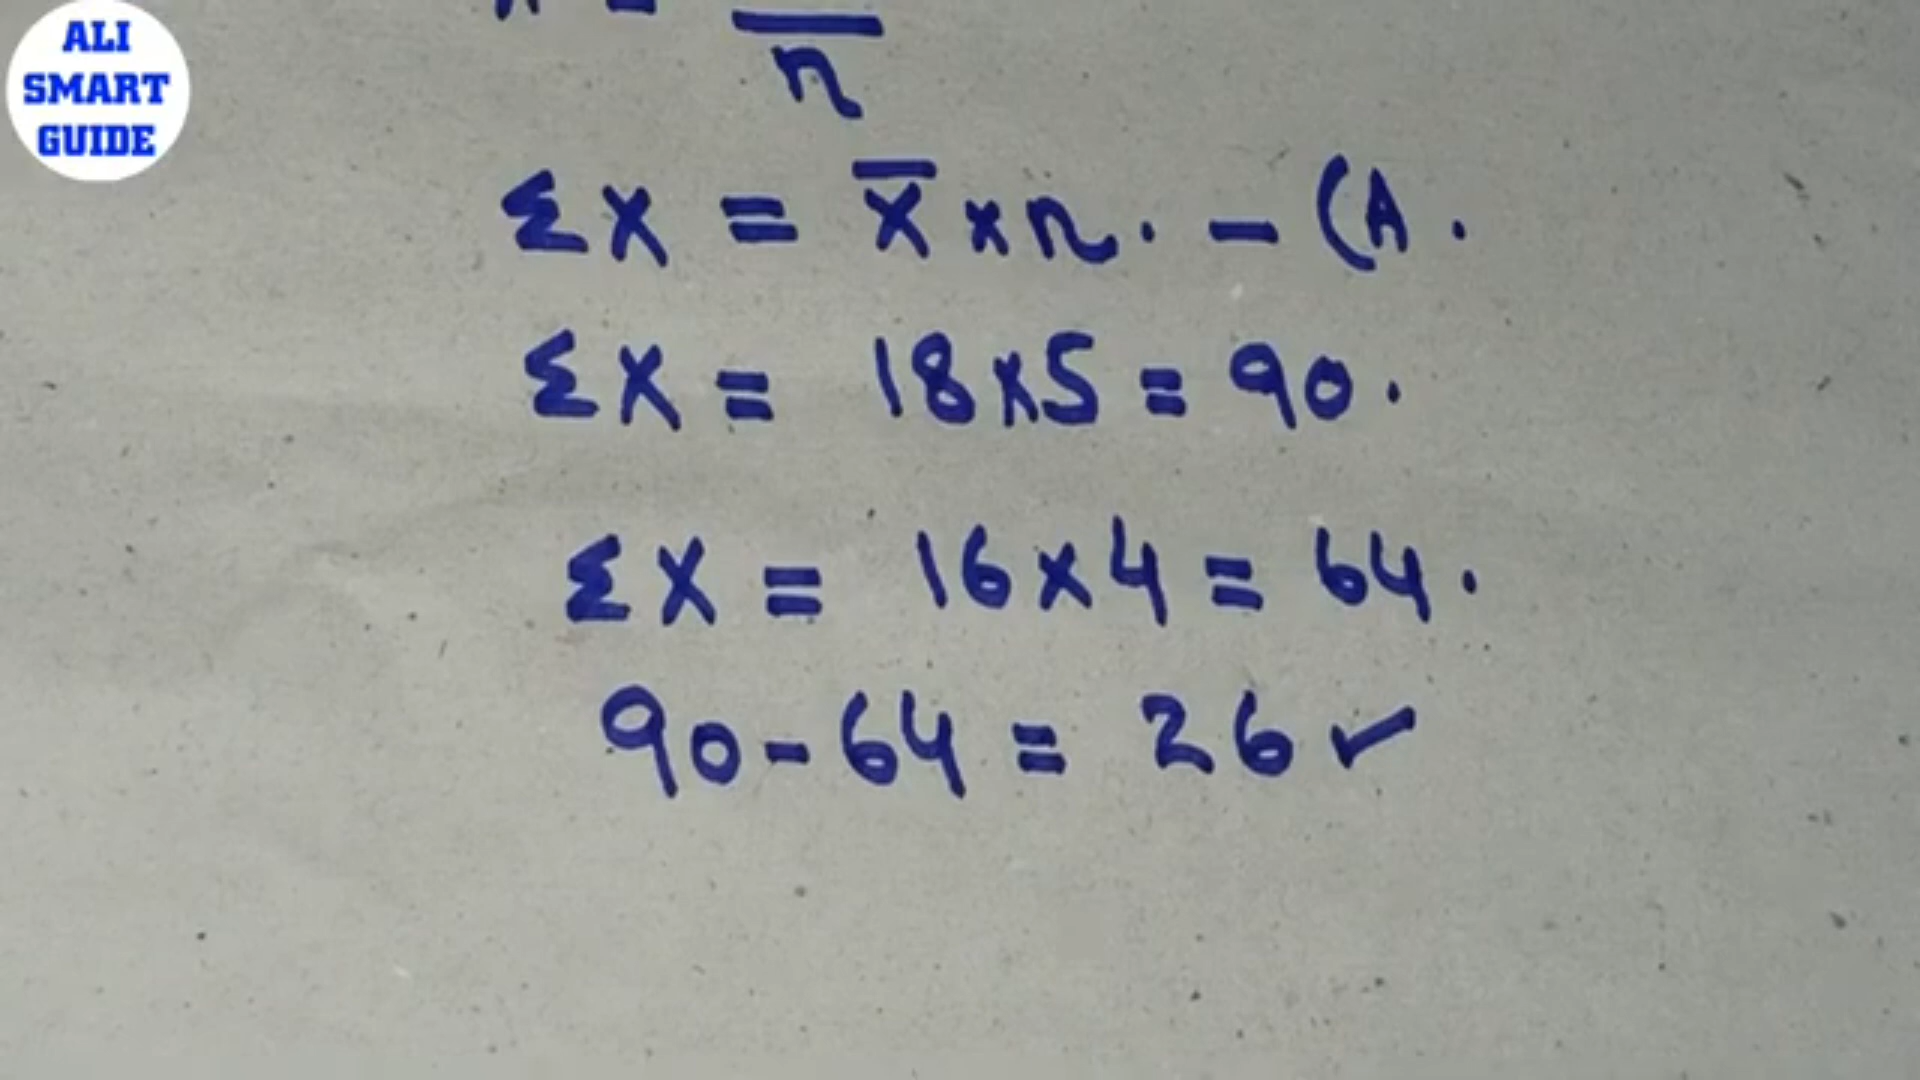 ALI
SMART
GUIDE
n
Σx = x̄ × n. - (A.
Σx = 18×5 = 90.
Σx = 16×4 = 64.
90-64 = 26 ✓